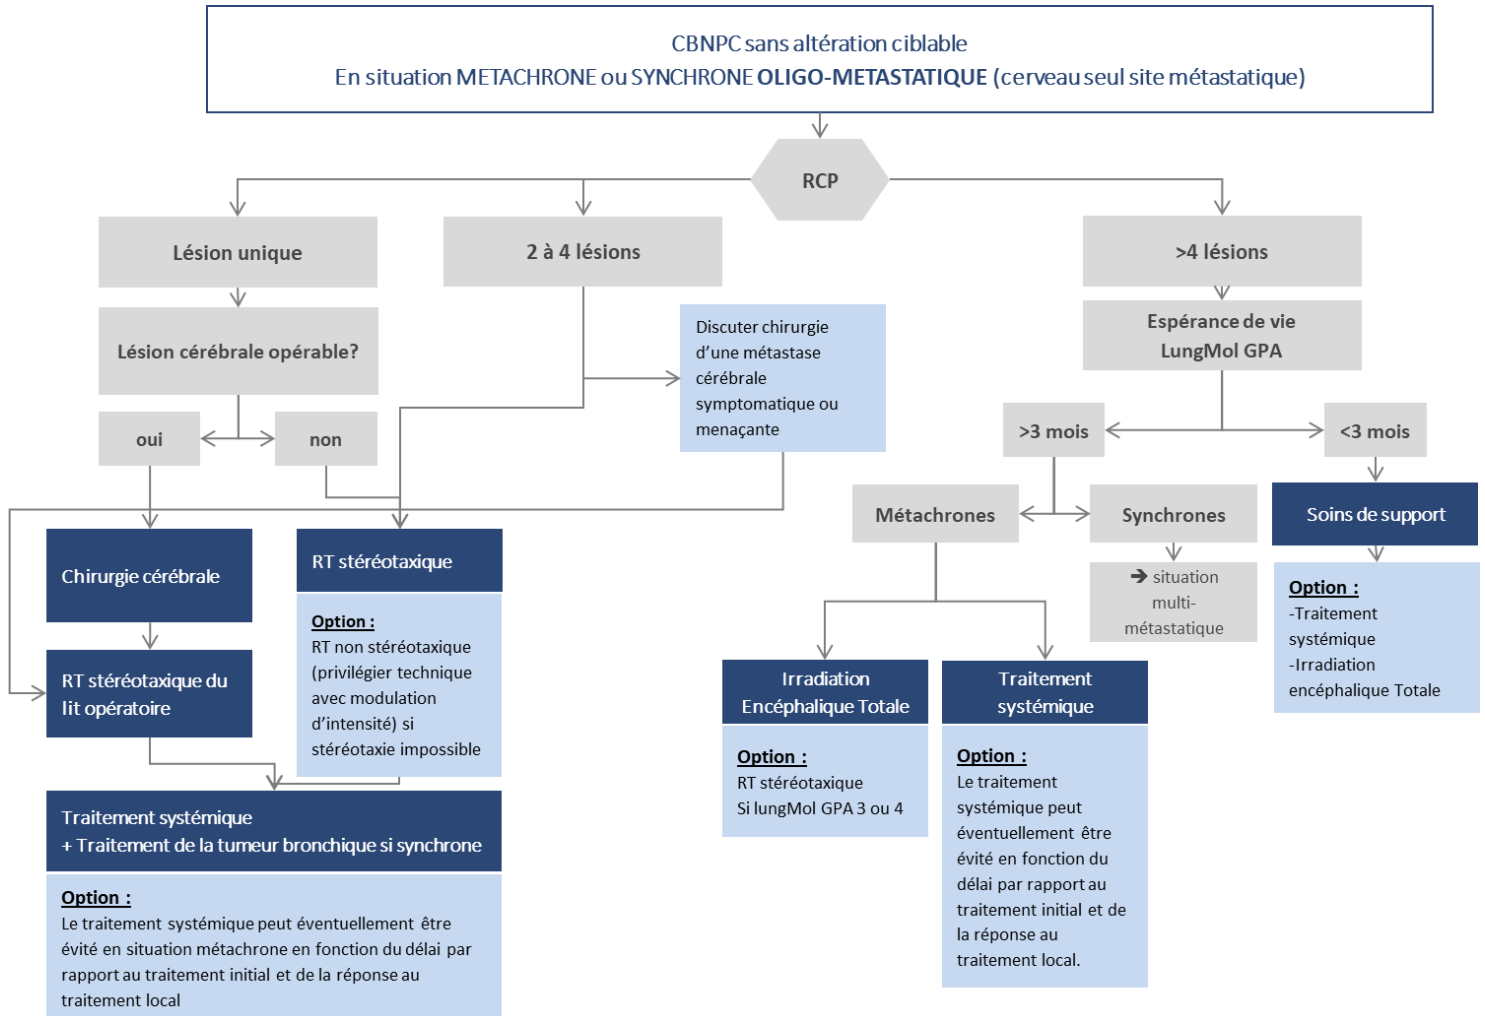 CBNPC sans altération ciblable
En situation METACHRONE ou SYNCHRONE OLIGO-METASTATIQUE (cerveau seul site métastatique)
RCP
Lésion unique
2 à 4 lésions
>4 lésions
Lésion cérébrale opérable?
oui
non
Discuter chirurgie
d'une métastase
cérébrale
symptomatique ou
menaçante
Espérance de vie
LungMol GPA
>3 mois
<3 mois
Métachrones
Synchrones
➔ situation
multi-
métastatique
Soins de support
Option :
-Traitement
systémique
-Irradiation
encéphalique Totale
Chirurgie cérébrale
RT stéréotaxique du
lit opératoire
RT stéréotaxique
Option :
RT non stéréotaxique
(privilégier technique
avec modulation
d'intensité) si
stéréotaxie impossible
Traitement systémique
+ Traitement de la tumeur bronchique si synchrone
Option :
Le traitement systémique peut éventuellement être
évité en situation métachrone en fonction du délai par
rapport au traitement initial et de la réponse au
traitement local
Irradiation
Encéphalique Totale
Option :
RT stéréotaxique
Si lungMol GPA 3 ou 4
Traitement
systémique
Option :
Le traitement
systémique peut
éventuellement être
évité en fonction du
délai par rapport au
traitement initial et de
la réponse au
traitement local.